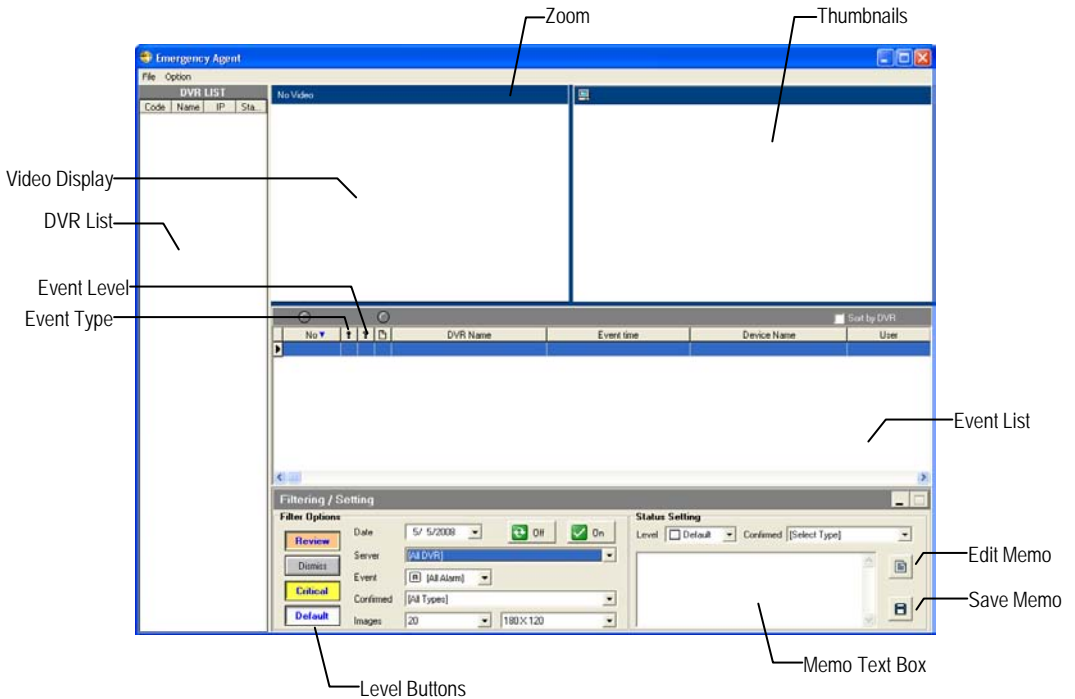 Zoom
Thumbnails
Emergency Agent
File Option
DVR LIST
Code Name IP Sta...
No Video
Video Display
DVR List
Event Level
Event Type
Sort by DVR
No DVR Name Event time Device Name User
Event List
Filtering / Setting
Filter Options
Review
Dismiss
Critical
Default
Date 5/ 5/2008 Off On
Server [All DVR]
Event [All Alarm]
Confirmed [All Types]
Images 20 180 X 120
Status Setting
Level Default Confirmed [Select Type]
Edit Memo
Save Memo
Memo Text Box
Level Buttons